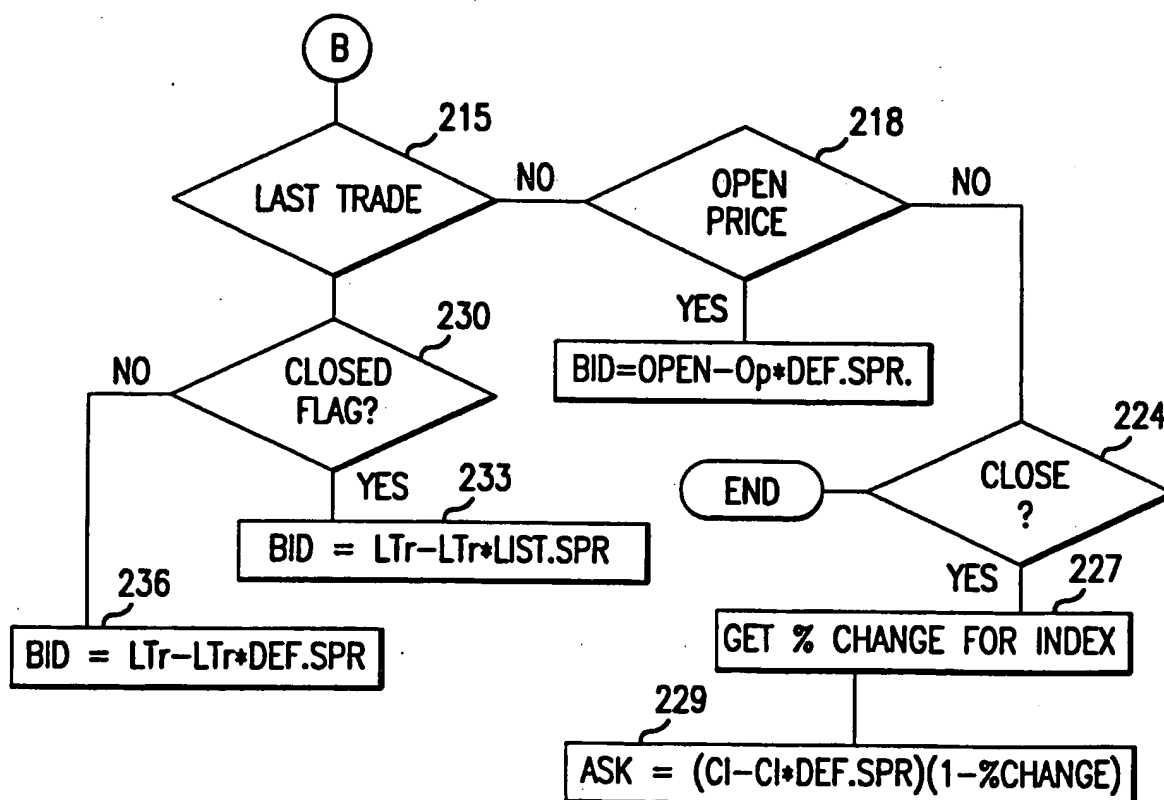 B
215
LAST TRADE
NO
218
OPEN
PRICE
NO
YES
BID=OPEN-Op*DEF.SPR.
230
CLOSED
FLAG?
NO
YES
233
BID = LTr-LTr*LIST.SPR
236
BID = LTr-LTr*DEF.SPR
224
CLOSE
?
END
YES
227
GET % CHANGE FOR INDEX
229
ASK = (Cl-Cl*DEF.SPR)(1-%CHANGE)